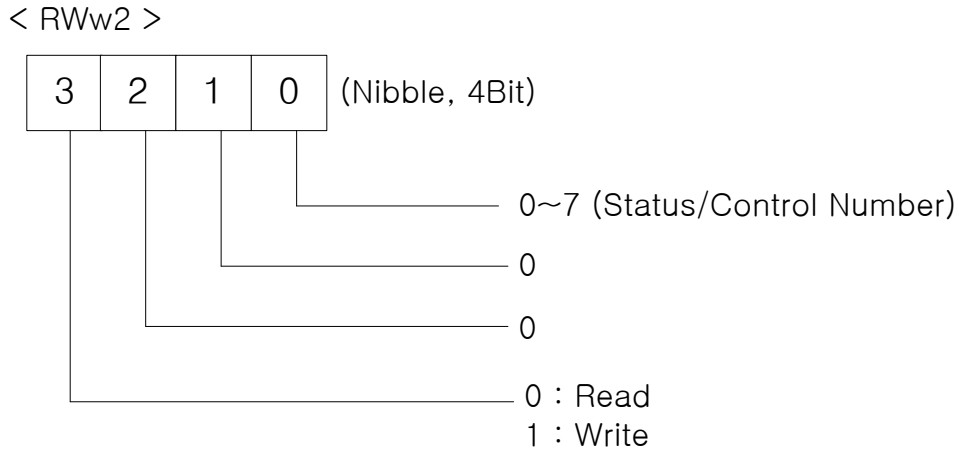 < RWw2 >
3 2 1 0 (Nibble, 4Bit)
0~7 (Status/Control Number)
0
0
0 : Read
1 : Write